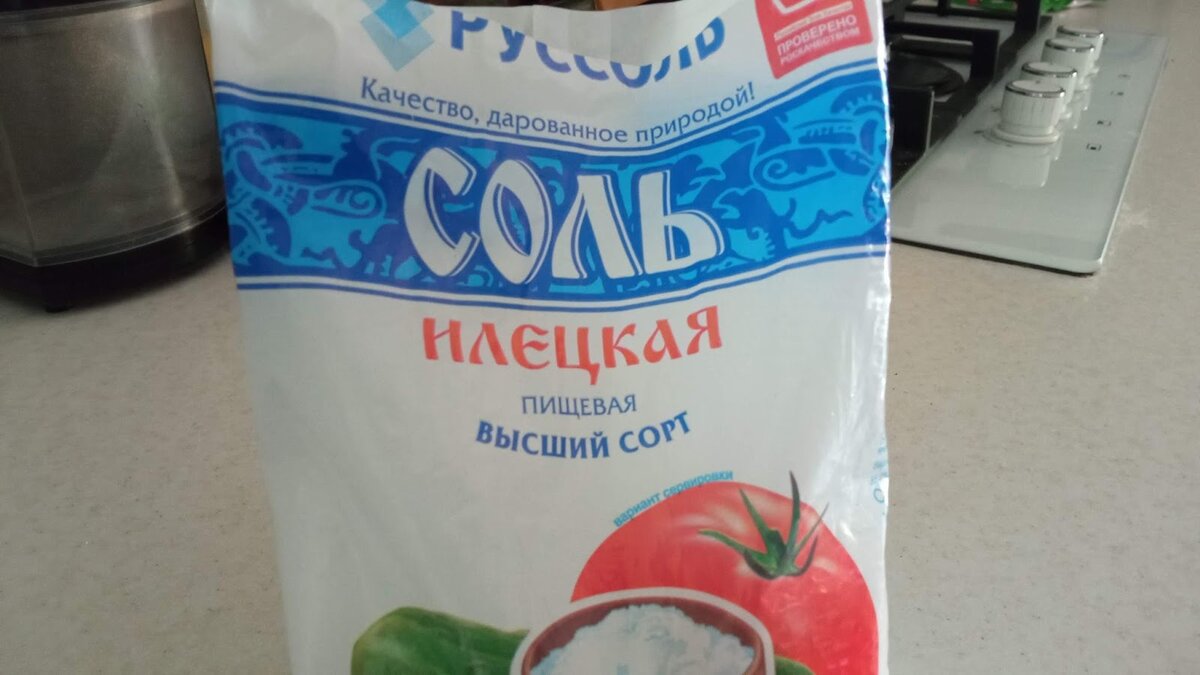 РУССОЛЬ
ПРОВЕРЕНО
РОСКАЧЕСТВОМ
Качество, дарованное природой!
СОЛЬ
ИЛЕЦКАЯ
ПИЩЕВАЯ
ВЫСШИЙ СОРТ
вариант сервировки